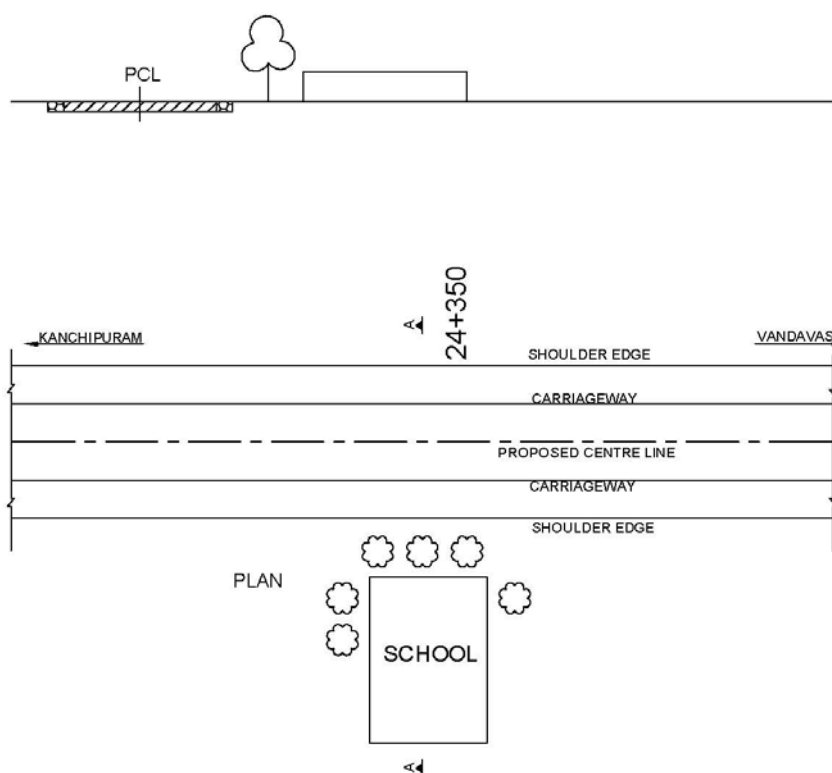 PCL
A
24+350
KANCHIPURAM
VANDAVAS
SHOULDER EDGE
CARRIAGEWAY
PROPOSED CENTRE LINE
CARRIAGEWAY
SHOULDER EDGE
PLAN
SCHOOL
A